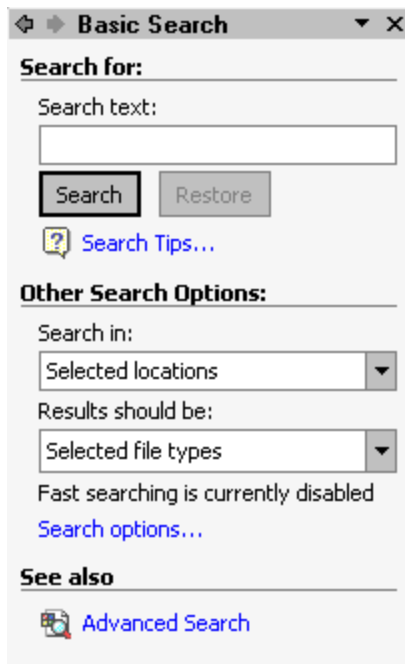 Basic Search
Search for:
Search text:
Search
Restore
Search Tips...
Other Search Options:
Search in:
Selected locations
Results should be:
Selected file types
Fast searching is currently disabled
Search options...
See also
Advanced Search